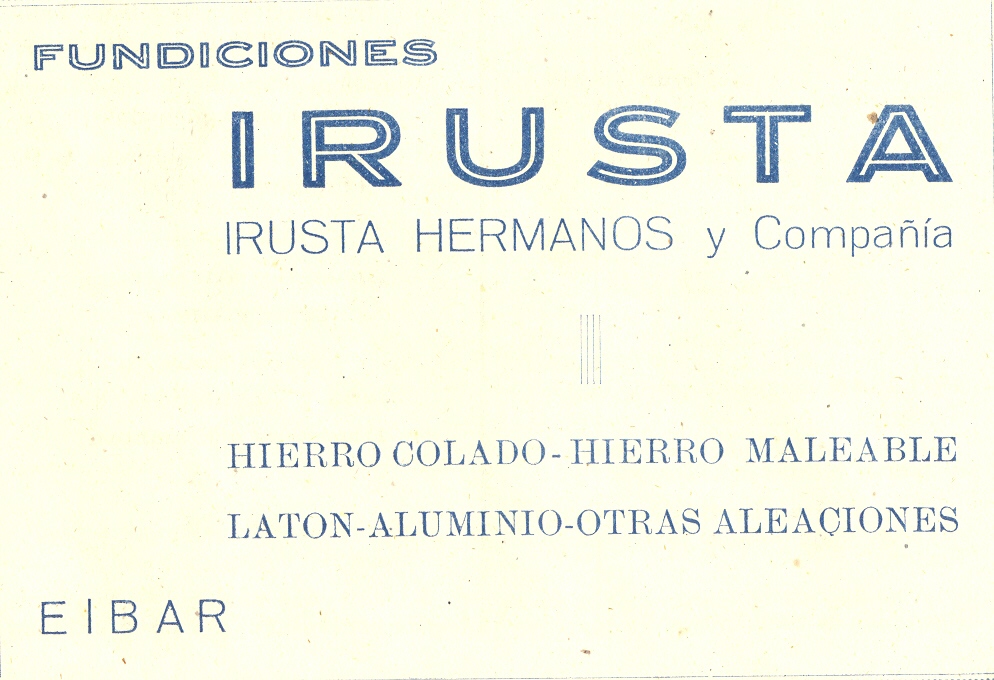 FUNDICIONES
IRUSTA
IRUSTA HERMANOS y Compañía
HIERRO COLADO-HIERRO MALEABLE
LATON-ALUMINIO-OTRAS ALEACIONES
EIBAR